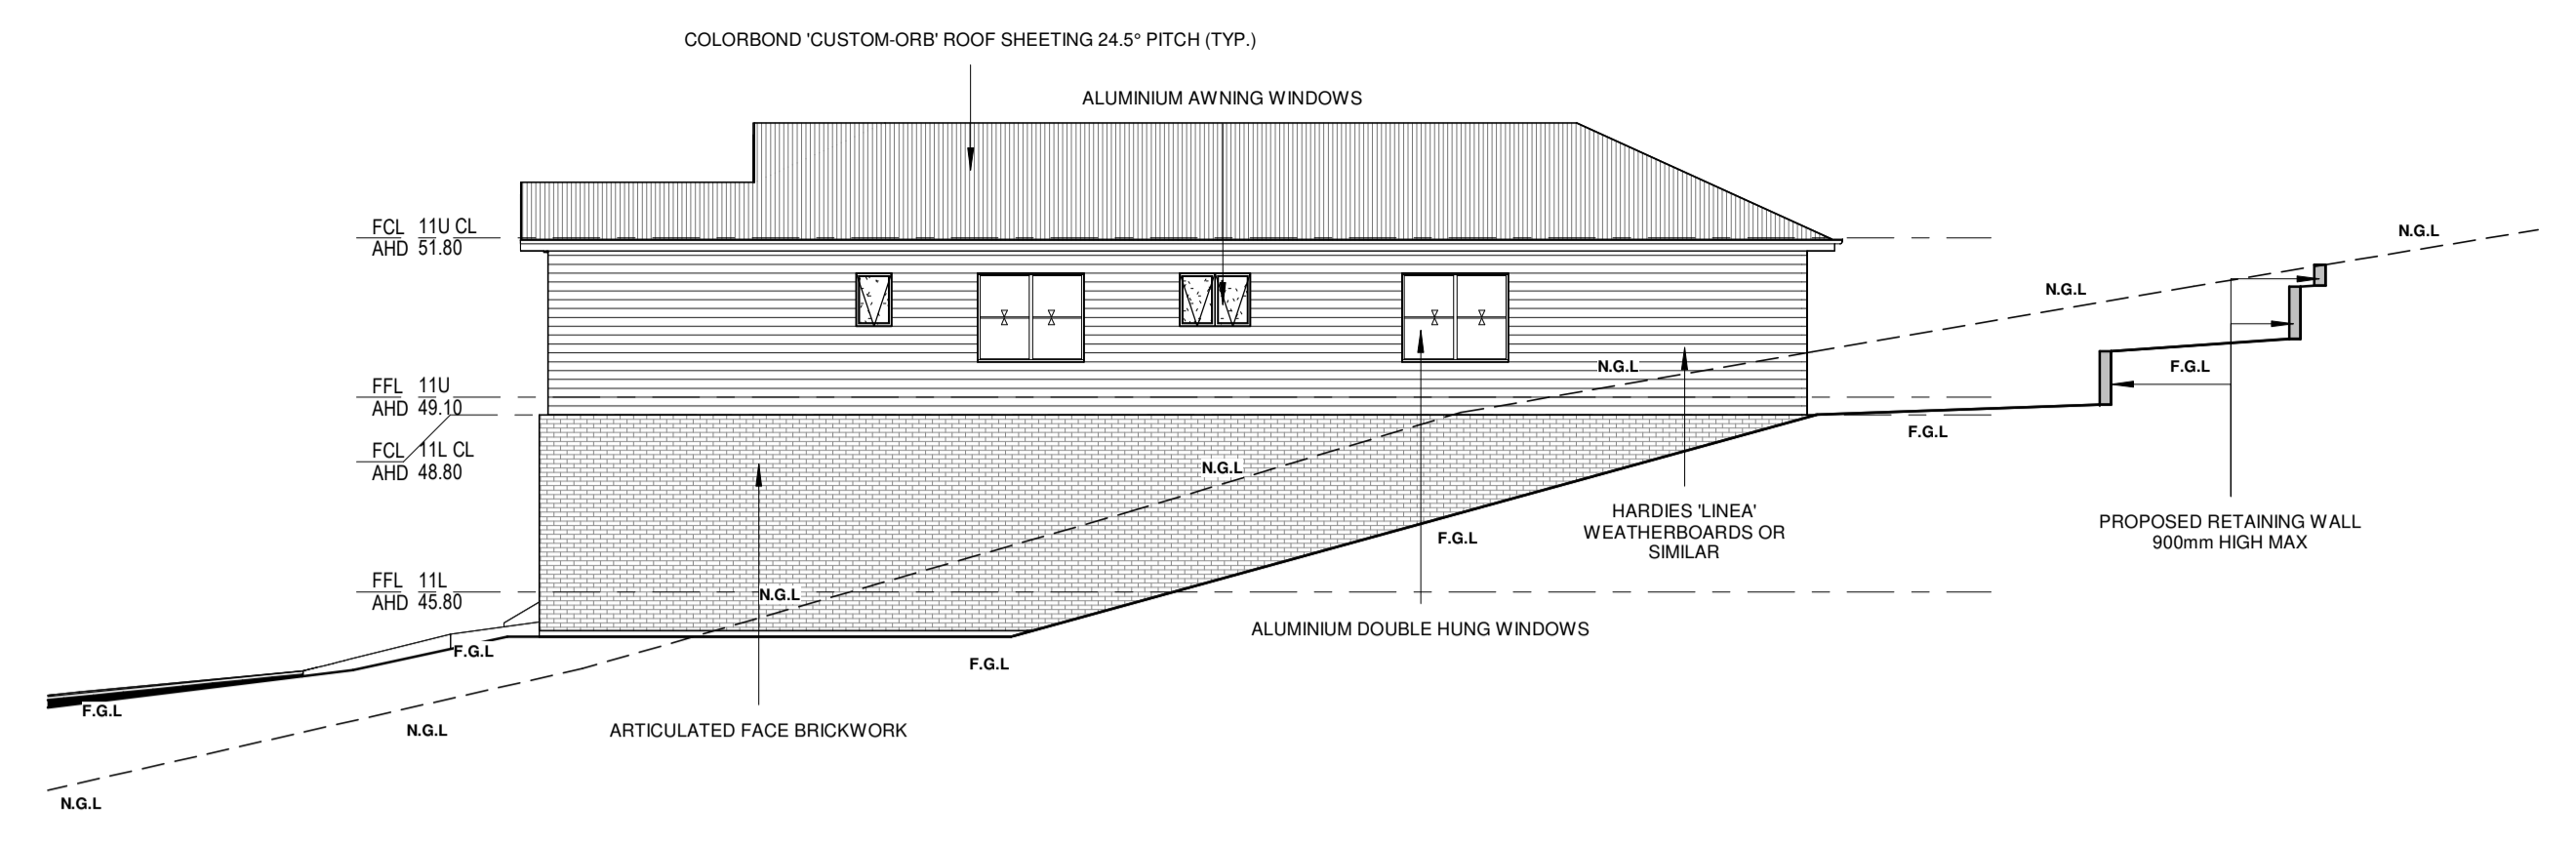 COLORBOND 'CUSTOM-ORB' ROOF SHEETING 24.5° PITCH (TYP.)
ALUMINIUM AWNING WINDOWS
FCL 11U CL
AHD 51.80
N.G.L
N.G.L
N.G.L
F.G.L
FFL 11U
AHD 49.10
F.G.L
FCL 11L CL
AHD 48.80
N.G.L
HARDIES 'LINEA'
WEATHERBOARDS OR
SIMILAR
PROPOSED RETAINING WALL
900mm HIGH MAX
F.G.L
FFL 11L
AHD 45.80
N.G.L
ALUMINIUM DOUBLE HUNG WINDOWS
F.G.L
F.G.L
F.G.L
N.G.L
ARTICULATED FACE BRICKWORK
N.G.L